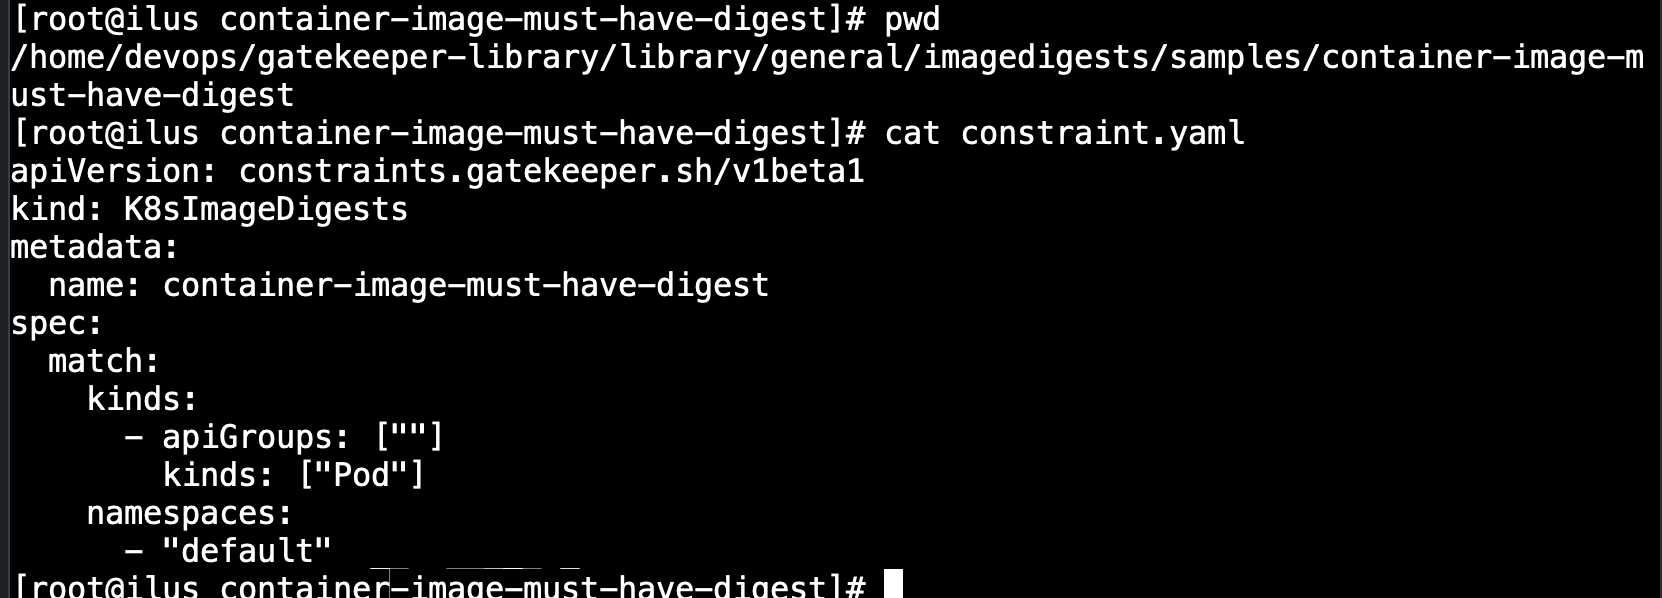 [root@ilus container-image-must-have-digest]# pwd
/home/devops/gatekeeper-library/library/general/imagedigests/samples/container-image-m
ust-have-digest
[root@ilus container-image-must-have-digest]# cat constraint.yaml
apiVersion: constraints.gatekeeper.sh/v1beta1
kind: K8sImageDigests
metadata:
  name: container-image-must-have-digest
spec:
  match:
    kinds:
      - apiGroups: [""]
        kinds: ["Pod"]
    namespaces:
      - "default"
[root@ilus container-image-must-have-digest]#